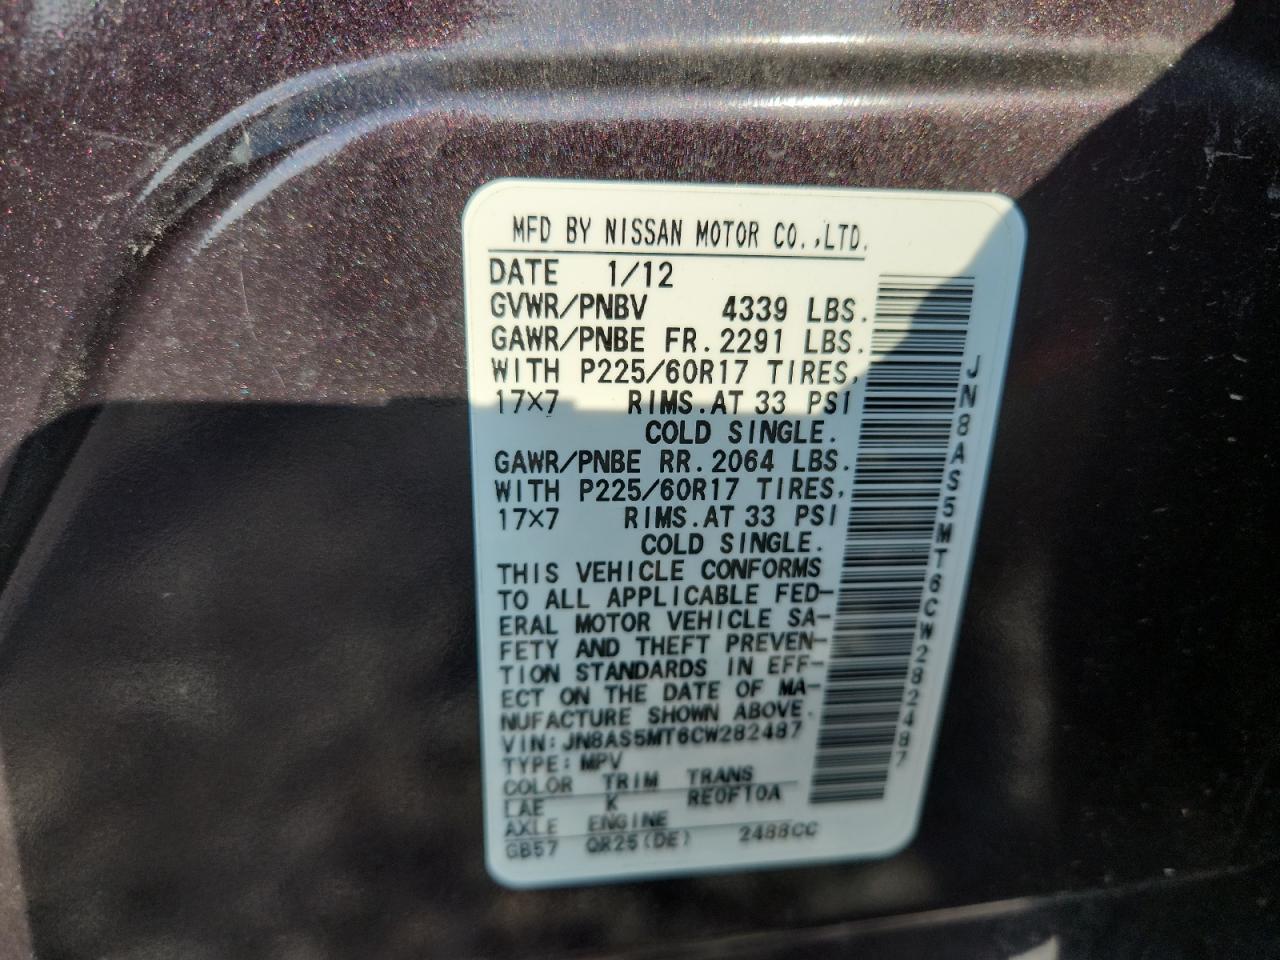 MFD BY NISSAN MOTOR CO.,LTD.
DATE 1/12
GVWR/PNBV 4339 LBS.
GAWR/PNBE FR.2291 LBS.
WITH P225/60R17 TIRES,
17X7 RIMS.AT 33 PSI
COLD SINGLE.
GAWR/PNBE RR.2064 LBS.
WITH P225/60R17 TIRES,
17X7 RIMS.AT 33 PSI
COLD SINGLE.
THIS VEHICLE CONFORMS
TO ALL APPLICABLE FED-
ERAL MOTOR VEHICLE SA-
FETY AND THEFT PREVEN-
TION STANDARDS IN EFF-
ECT ON THE DATE OF MA-
NUFACTURE SHOWN ABOVE.
VIN: JN8AS5MT6CW282487
TYPE: MPV
COLOR TRIM TRANS
LAE K RE0F10A
AXLE ENGINE
GB57 QR25(DE) 2488CC
JN8AS5MT6CW282487